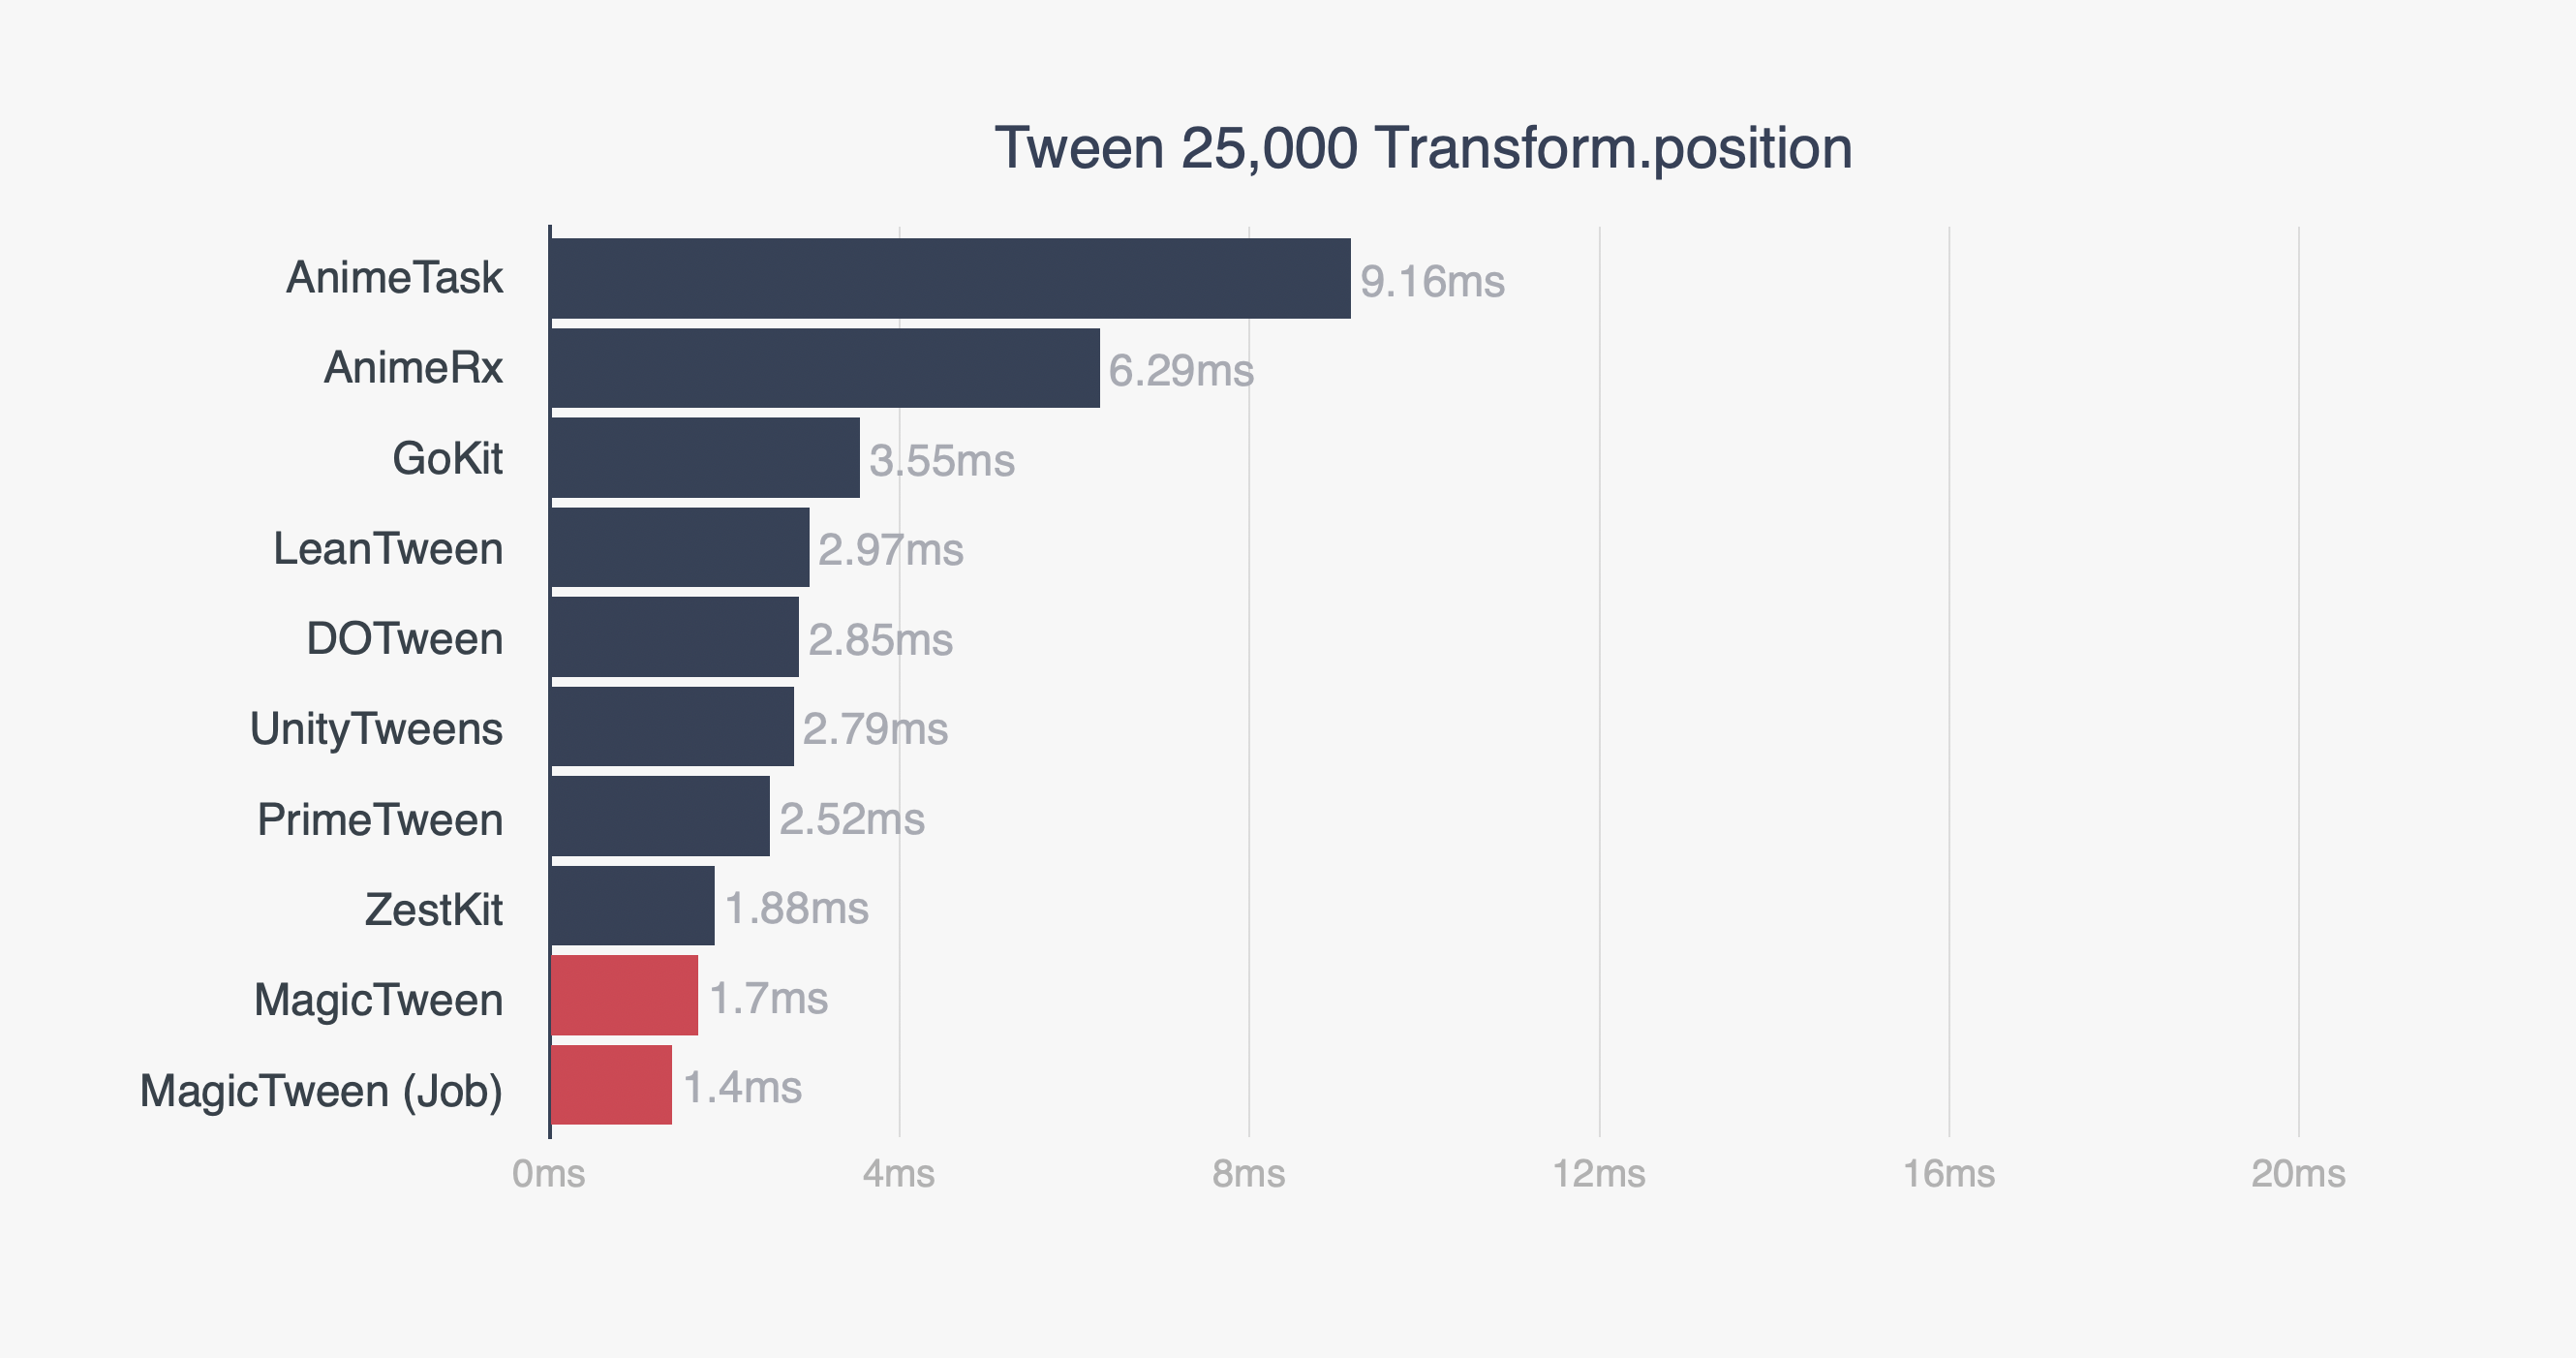 Tween 25,000 Transform.position
AnimeTask 9.16ms
AnimeRx 6.29ms
GoKit 3.55ms
LeanTween 2.97ms
DOTween 2.85ms
UnityTweens 2.79ms
PrimeTween 2.52ms
ZestKit 1.88ms
MagicTween 1.7ms
MagicTween (Job) 1.4ms
0ms 4ms 8ms 12ms 16ms 20ms